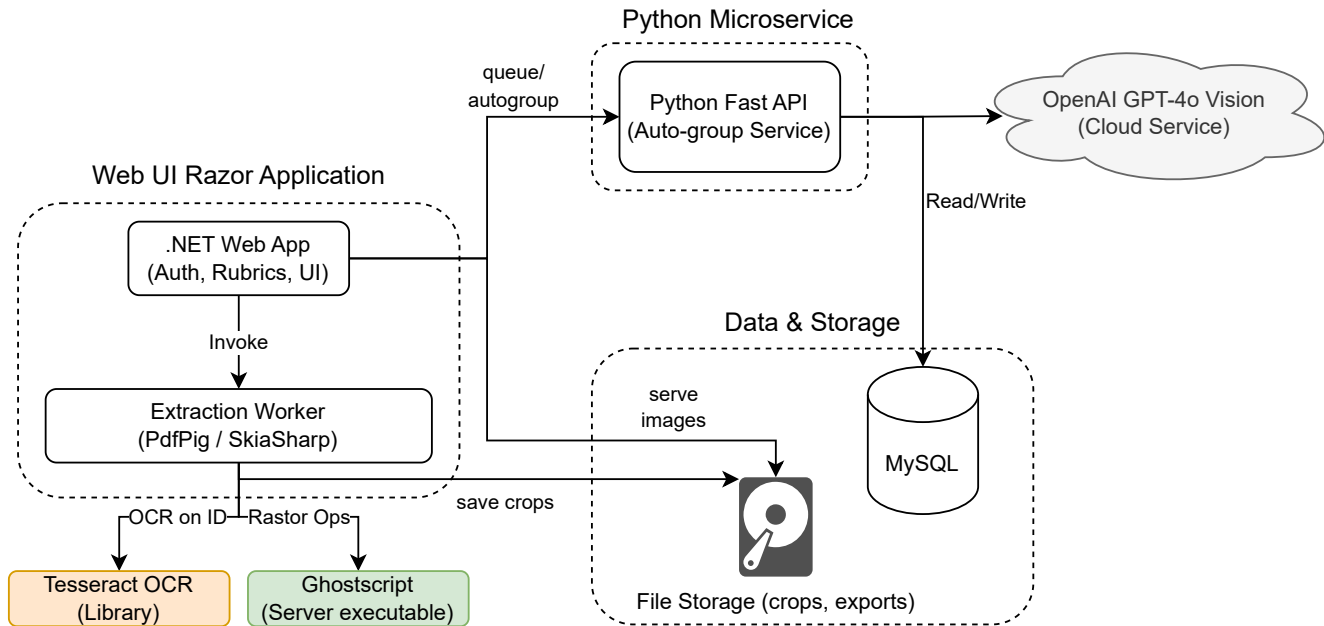 Python Microservice
queue/
autogroup
Python Fast API
(Auto-group Service)
OpenAI GPT-4o Vision
(Cloud Service)
Web UI Razor Application
Read/Write
.NET Web App
(Auth, Rubrics, UI)
Invoke
Data & Storage
Extraction Worker
(PdfPig / SkiaSharp)
serve
images
MySQL
save crops
OCR on ID
Rastor Ops
Tesseract OCR
(Library)
Ghostscript
(Server executable)
File Storage (crops, exports)